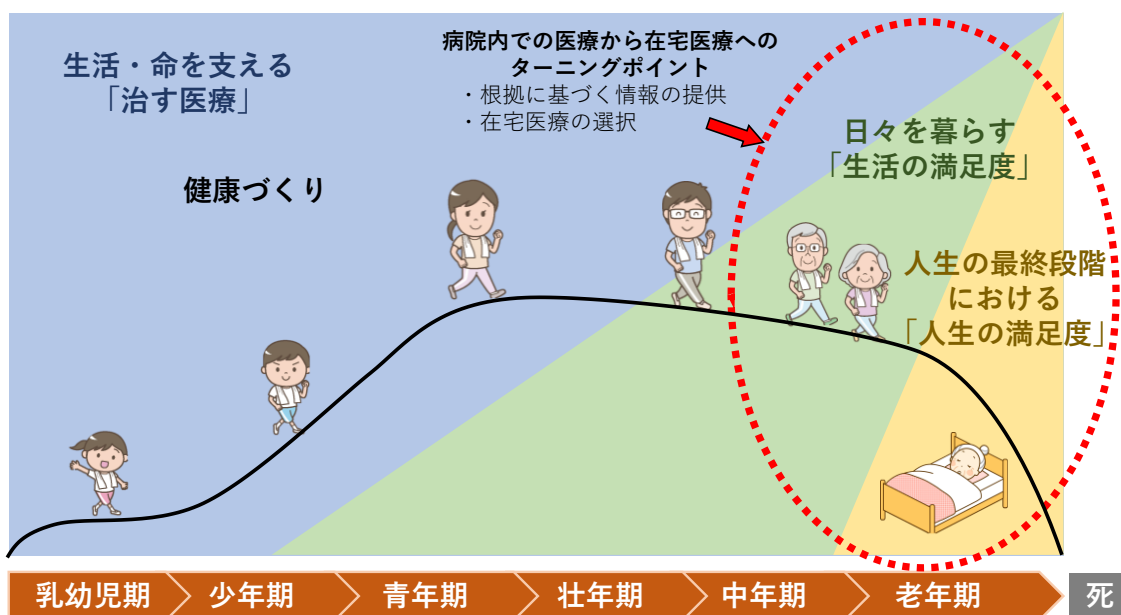 生活・命を支える
「治す医療」
健康づくり
病院内での医療から在宅医療への
ターニングポイント
・根拠に基づく情報の提供
・在宅医療の選択
日々を暮らす
「生活の満足度」
人生の最終段階
における
「人生の満足度」
乳幼児期
少年期
青年期
壮年期
中年期
老年期
死